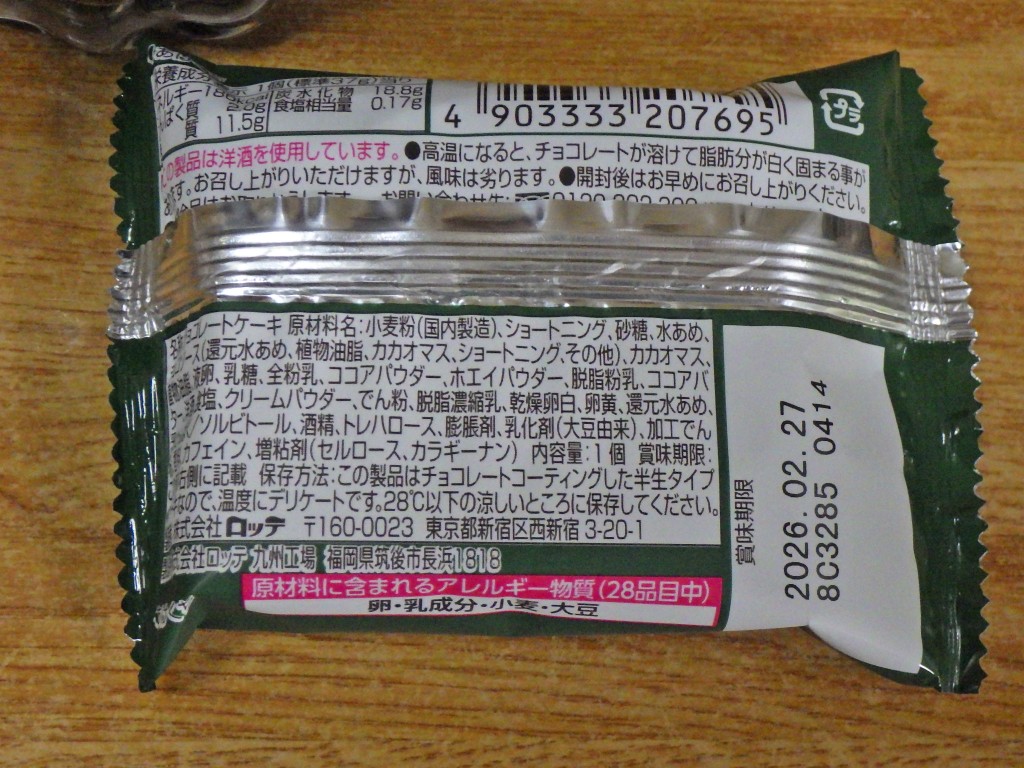 栄養成分
1個(標準37g)当り
ルギー 炭水化物 18.8g
ぱく質 2.5g 食塩相当量 0.17g
質 11.5g
4 903333 207695
プラ
の製品は洋酒を使用しています。●高温になると、チョコレートが溶けて脂肪分が白く固まる事が
です。お召し上がりいただけますが、風味は劣ります。●開封後はお早めにお召し上がりください。
コレートケーキ 原材料名:小麦粉(国内製造)、ショートニング、砂糖、水あめ、
ース(還元水あめ、植物油脂、カカオマス、ショートニング、その他)、カカオマス、
液卵、乳糖、全粉乳、ココアパウダー、ホエイパウダー、脱脂粉乳、ココアバ
塩、クリームパウダー、でん粉、脱脂濃縮乳、乾燥卵白、卵黄、還元水あめ、
/ソルビトール、酒精、トレハロース、膨脹剤、乳化剤(大豆由来)、加工でん
カフェイン、増粘剤(セルロース、カラギーナン) 内容量:1個 賞味期限:
右側に記載 保存方法:この製品はチョコレートコーティングした半生タイプ
なので、温度にデリケートです。28℃以下の涼しいところに保存してください。
株式会社ロッテ 〒160-0023 東京都新宿区西新宿3-20-1
会社ロッテ 九州工場 福岡県筑後市長浜1818
原材料に含まれるアレルギー物質(28品目中)
卵・乳成分・小麦・大豆
賞味期限
2026.02.27
8C3285 0414